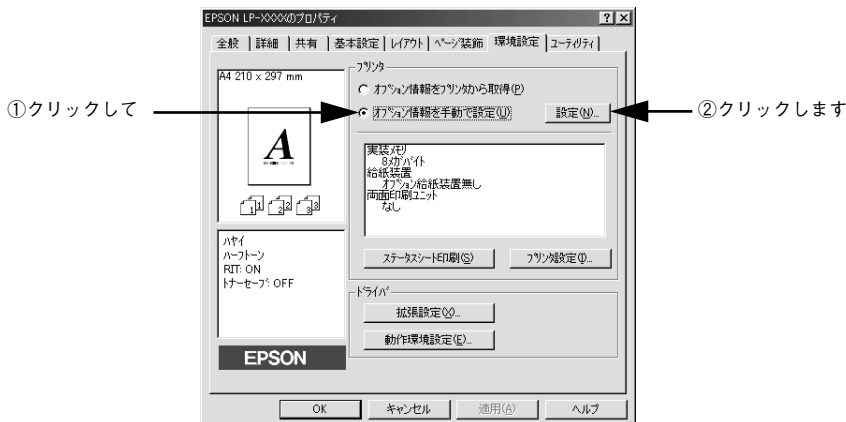 EPSON LP-XXXXのプロパティ
全般 詳細 共有 基本設定 レイアウト ページ装飾 環境設定 ユーティリティ
A4 210 x 297 mm
プリンタ
オプション情報をプリンタから取得(P)
①クリックして
オプション情報を手動で設定(U)
設定(N)...
②クリックします
A
1 1 2 2 3 3
実装メモリ
8メガバイト
給紙装置
オプション給紙装置無し
両面印刷ユニット
なし
ステータスシート印刷(S)
プリンタ設定(I)...
ハヤイ
ハーフトーン
RIT: ON
トナーセーブ: OFF
ドライバ
拡張設定(X)...
動作環境設定(E)...
EPSON
OK
キャンセル
適用(A)
ヘルプ